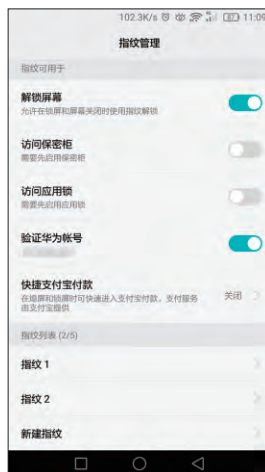 102.3K/s 11:09
指纹管理
指纹可用于
解锁屏幕
允许在锁屏和屏幕关闭时使用指纹解锁
访问保密柜
需要先启用保密柜
访问应用锁
需要先启用应用锁
验证华为帐号
快捷支付宝付款
在熄屏和锁屏时可快速进入支付宝付款，支付服务
由支付宝提供
关闭
指纹列表 (2/5)
指纹 1
指纹 2
新建指纹